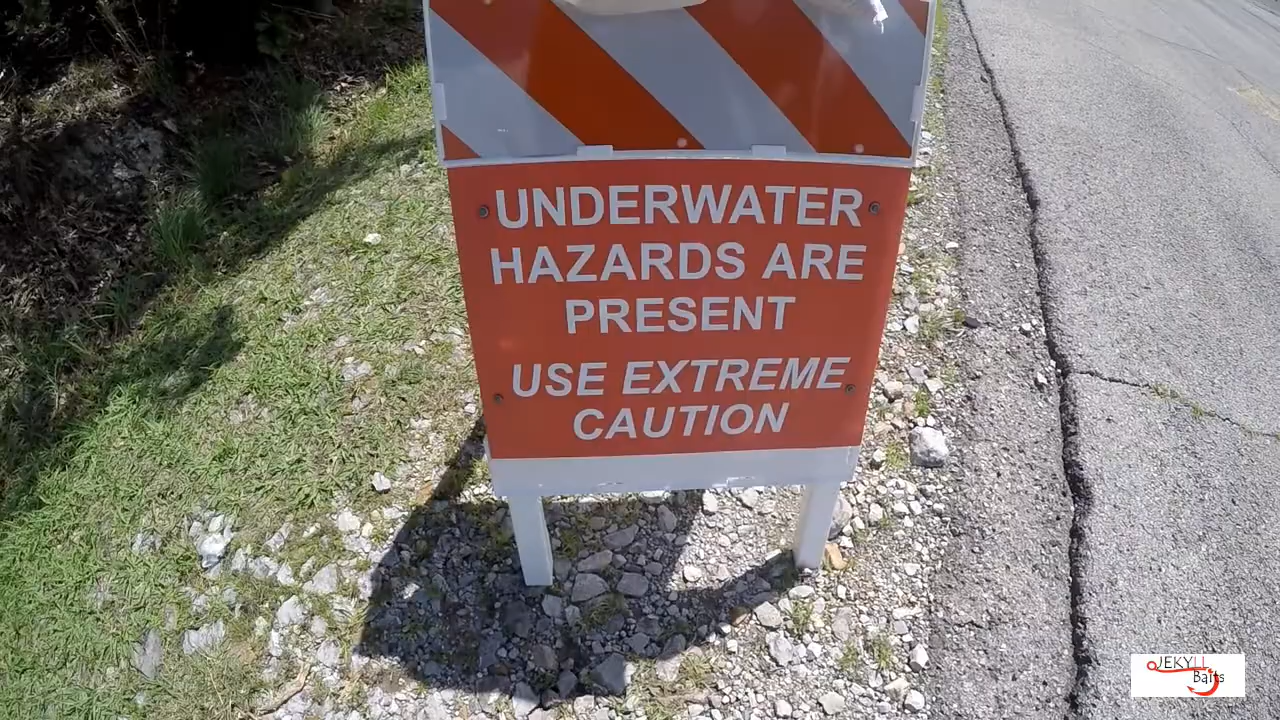 UNDERWATER
HAZARDS ARE
PRESENT
USE EXTREME
CAUTION
JEKYLL
Baits